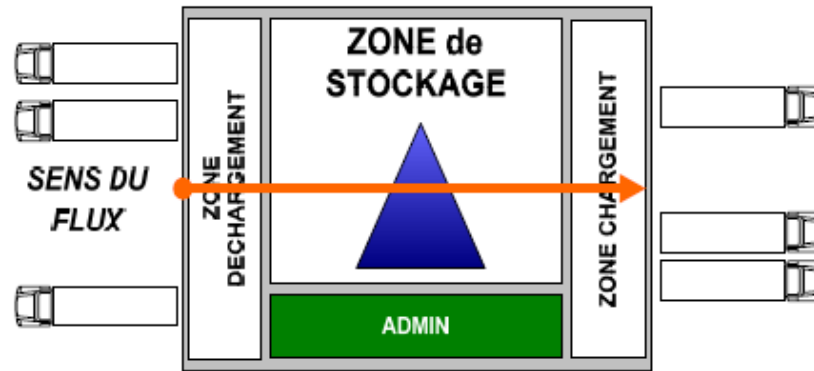 ZONE de
STOCKAGE
SENS DU
FLUX
ZONE
DECHARGEMENT
ZONE CHARGEMENT
ADMIN